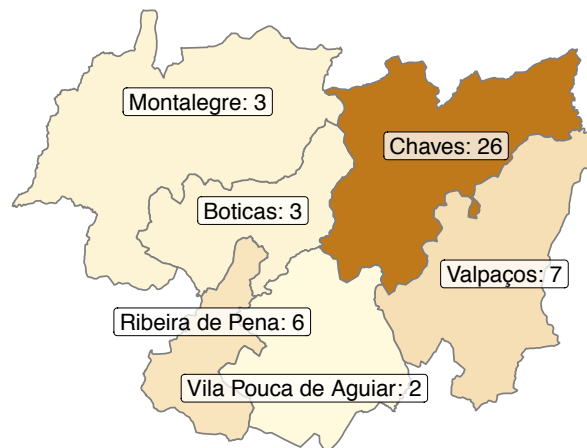 Montalegre: 3
Chaves: 26
Boticas: 3
Valpaços: 7
Ribeira de Pena: 6
Vila Pouca de Aguiar: 2